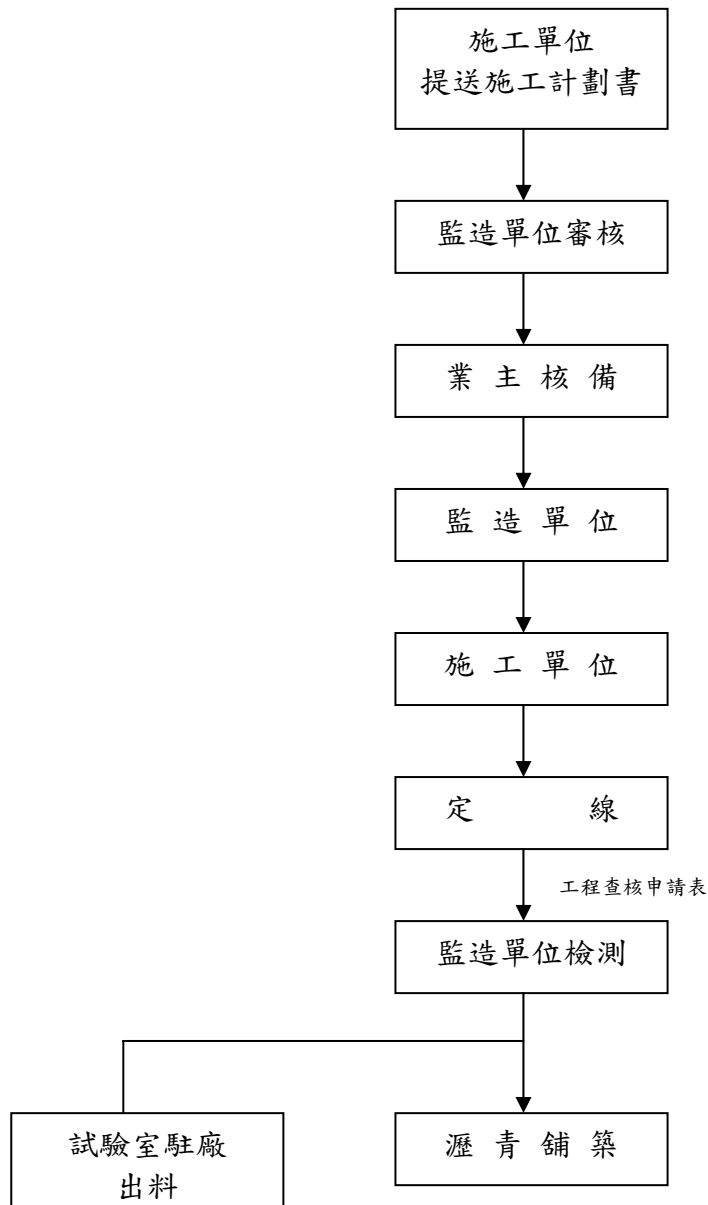 施工單位
提送施工計劃書
監造單位審核
業 主 核 備
監 造 單 位
施 工 單 位
定 線
工程查核申請表
監造單位檢測
試驗室駐廠
出料
瀝 青 舖 築